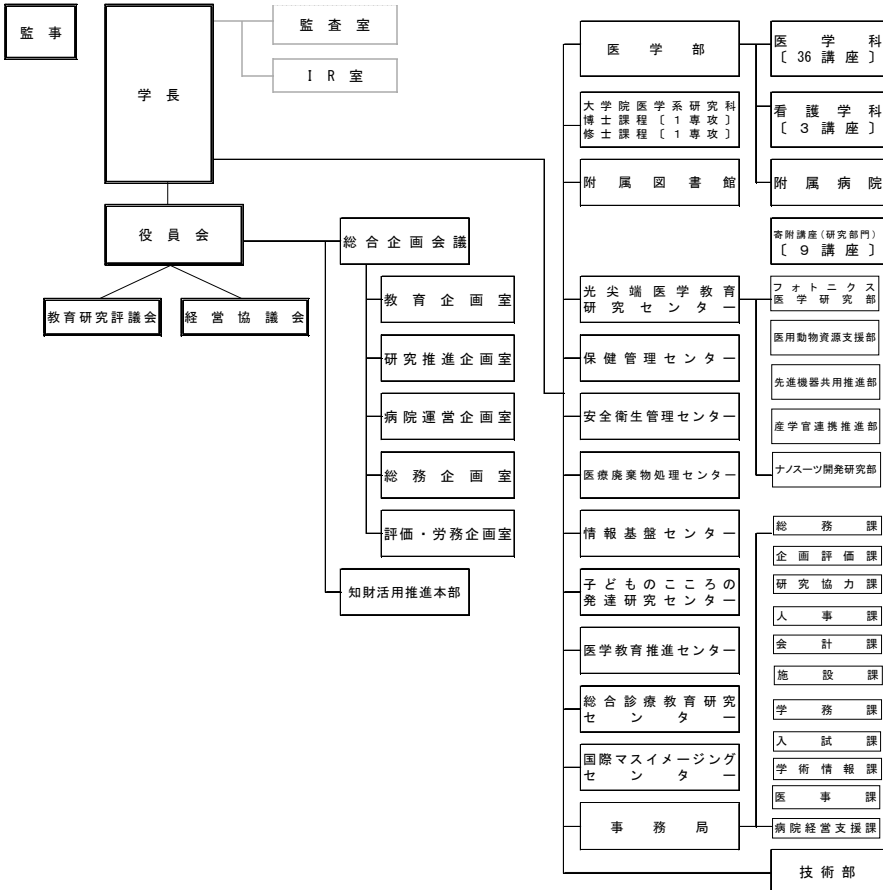 監事
学長
監査室
IR室
役員会
教育研究評議会
経営協議会
総合企画会議
教育企画室
研究推進企画室
病院運営企画室
総務企画室
評価・労務企画室
知財活用推進本部
医学部
大学院医学系研究科
博士課程〔1専攻〕
修士課程〔1専攻〕
附属図書館
光尖端医学教育
研究センター
保健管理センター
安全衛生管理センター
医療廃棄物処理センター
情報基盤センター
子どものこころの
発達研究センター
医学教育推進センター
総合診療教育研究
センター
国際マスイメージング
センター
事務局
医学科
〔36講座〕
看護学科
〔3講座〕
附属病院
寄附講座(研究部門)
〔9講座〕
フォトニクス
医学研究部
医用動物資源支援部
先進機器共用推進部
産学官連携推進部
ナノスーツ開発研究部
総務課
企画評価課
研究協力課
人事課
会計課
施設課
学務課
入試課
学術情報課
医事課
病院経営支援課
技術部